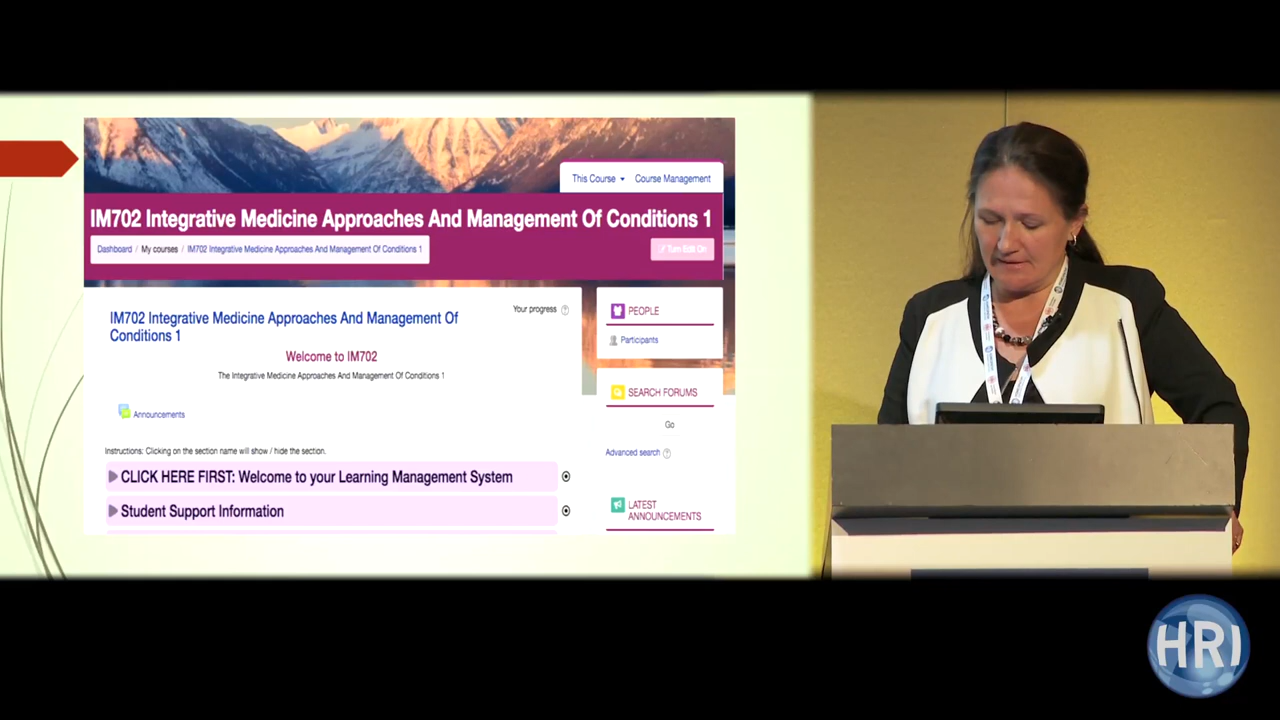 This Course
Course Management
IM702 Integrative Medicine Approaches And Management Of Conditions 1
Dashboard / My courses / IM702 Integrative Medicine Approaches And Management Of Conditions 1
Turn Edit On
Your progress
IM702 Integrative Medicine Approaches And Management Of
Conditions 1
Welcome to IM702
The Integrative Medicine Approaches And Management Of Conditions 1
Announcements
Instructions: Clicking on the section name will show / hide the section.
CLICK HERE FIRST: Welcome to your Learning Management System
Student Support Information
PEOPLE
Participants
SEARCH FORUMS
Go
Advanced search
LATEST
ANNOUNCEMENTS
HRI